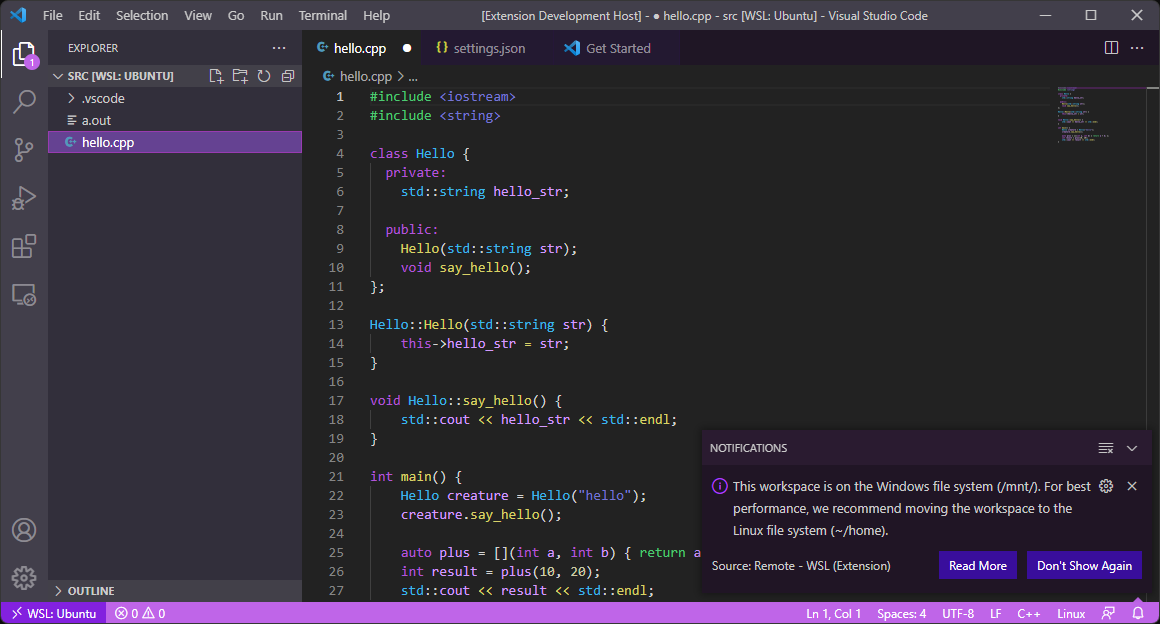 File Edit Selection View Go Run Terminal Help [Extension Development Host] - ● hello.cpp - src [WSL: Ubuntu] - Visual Studio Code
EXPLORER
1
SRC [WSL: UBUNTU]
.vscode
a.out
hello.cpp
OUTLINE
hello.cpp ● {} settings.json Get Started
hello.cpp > ...
1 #include <iostream>
2 #include <string>
3
4 class Hello {
5 private:
6 std::string hello_str;
7
8 public:
9 Hello(std::string str);
10 void say_hello();
11 };
12
13 Hello::Hello(std::string str) {
14 this->hello_str = str;
15 }
16
17 void Hello::say_hello() {
18 std::cout << hello_str << std::endl;
19 }
20
21 int main() {
22 Hello creature = Hello("hello");
23 creature.say_hello();
24
25 auto plus = [](int a, int b) { return a
26 int result = plus(10, 20);
27 std::cout << result << std::endl;
NOTIFICATIONS
This workspace is on the Windows file system (/mnt/). For best
performance, we recommend moving the workspace to the
Linux file system (~/home).
Source: Remote - WSL (Extension) Read More Don't Show Again
WSL: Ubuntu 0 0 Ln 1, Col 1 Spaces: 4 UTF-8 LF C++ Linux